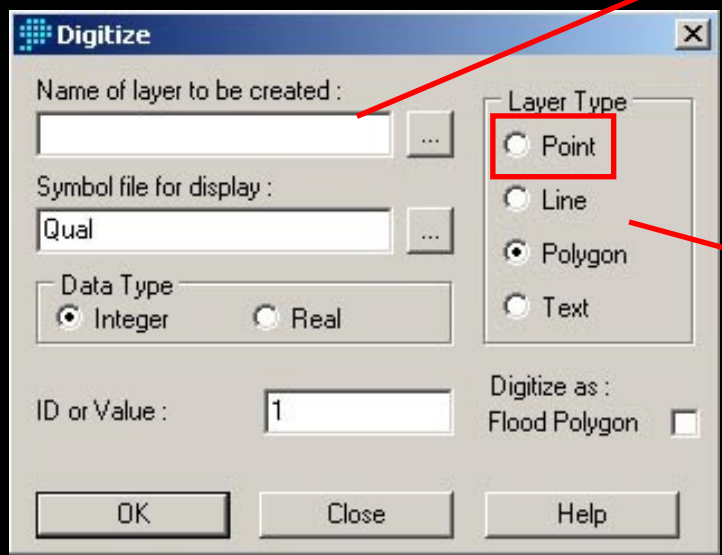 Digitize
Name of layer to be created :
...
Symbol file for display :
Qual
...
Data Type
Integer
Real
ID or Value :
1
Layer Type
Point
Line
Polygon
Text
Digitize as :
Flood Polygon
OK
Close
Help